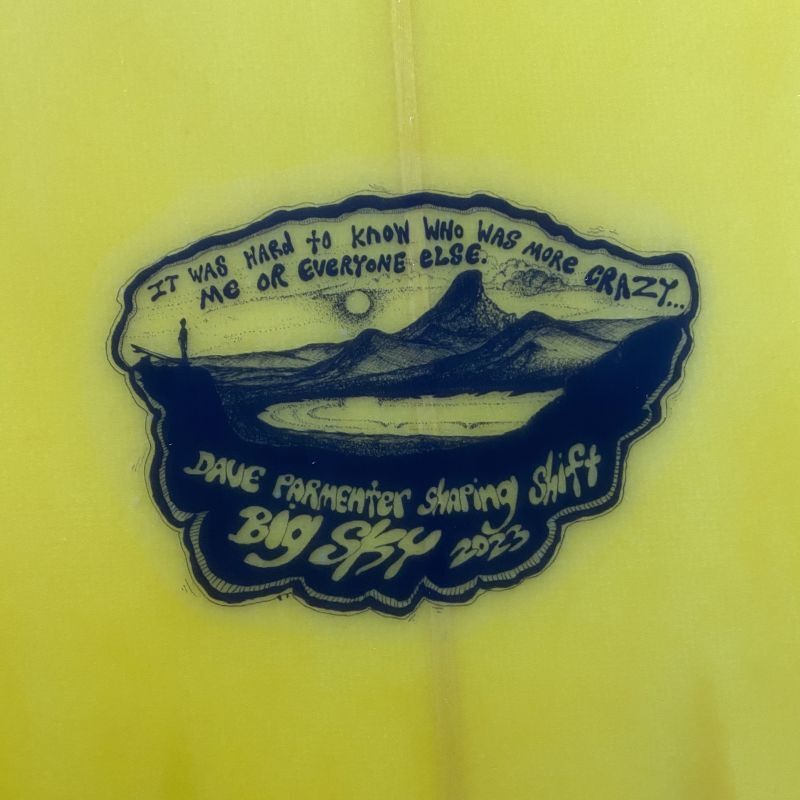 IT WAS HARD to KNOW WHO WAS MORE CRAZY...
ME OR EVERYONE ELSE.
DAVE PARMENTER SHAPING SHIFT
BIG SKY 2023